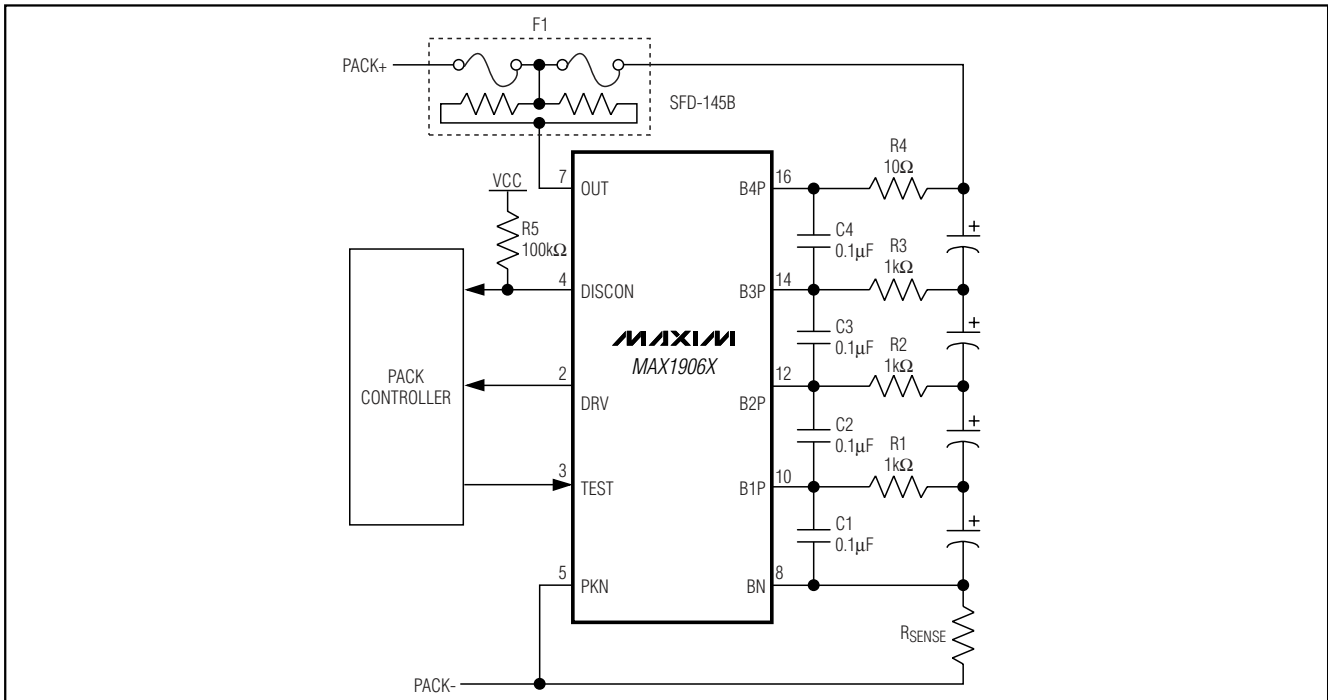 F1
PACK+
SFD-145B
R4
10Ω
7
OUT
B4P
16
VCC
R5
100kΩ
C4
0.1µF
R3
1kΩ
4
DISCON
B3P
14
MAXIM
MAX1906X
C3
0.1µF
R2
1kΩ
PACK
CONTROLLER
2
DRV
B2P
12
C2
0.1µF
R1
1kΩ
3
TEST
B1P
10
C1
0.1µF
5
PKN
BN
8
RSENSE
PACK-
+
+
+
+